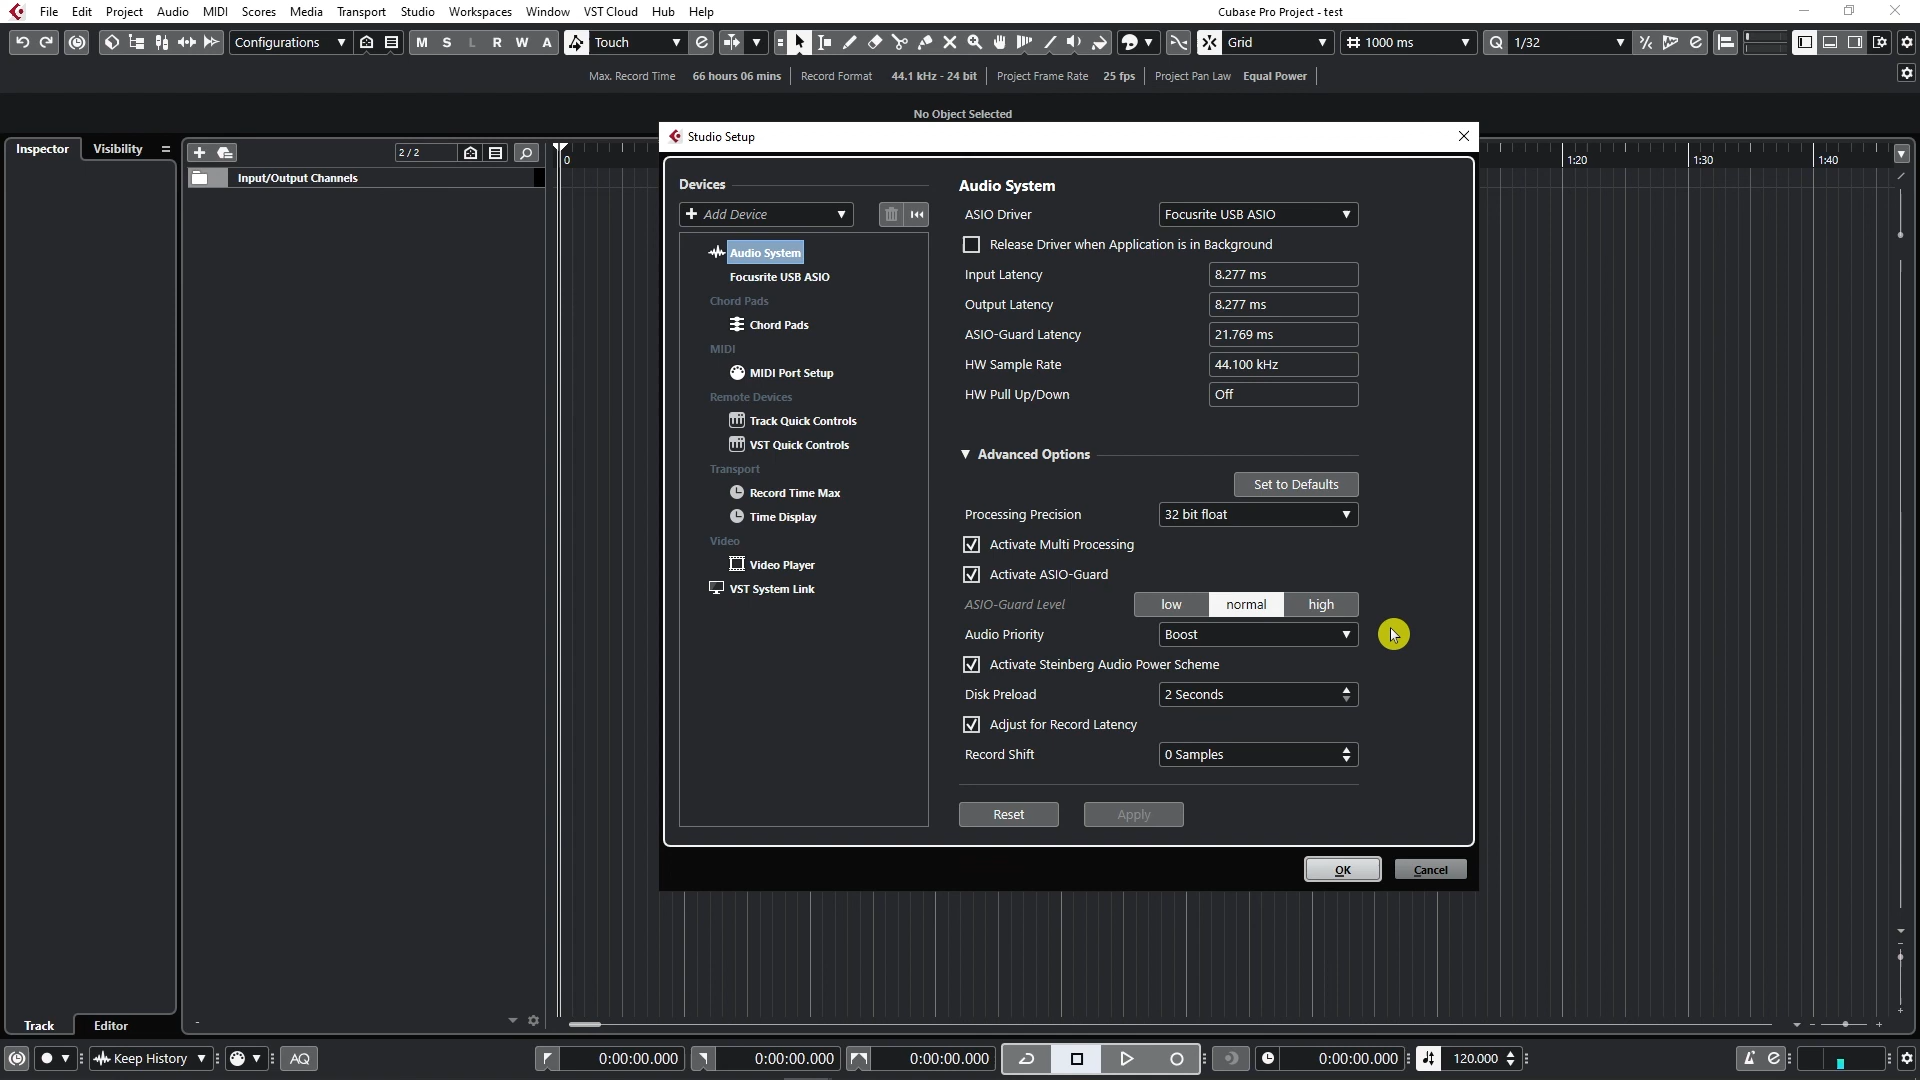 File Edit Project Audio MIDI Scores Media Transport Studio Workspaces Window VST Cloud Hub Help
Cubase Pro Project - test
Configurations M S L R W A Touch Grid 1000 ms Q 1/32
Max. Record Time 66 hours 06 mins Record Format 44.1 kHz - 24 bit Project Frame Rate 25 fps Project Pan Law Equal Power
No Object Selected
Inspector Visibility
2 / 2
0 1:20 1:30 1:40
Input/Output Channels
Studio Setup
Devices
Add Device
Audio System
Focusrite USB ASIO
Chord Pads
Chord Pads
MIDI
MIDI Port Setup
Remote Devices
Track Quick Controls
VST Quick Controls
Transport
Record Time Max
Time Display
Video
Video Player
VST System Link
Audio System
ASIO Driver Focusrite USB ASIO
Release Driver when Application is in Background
Input Latency 8.277 ms
Output Latency 8.277 ms
ASIO-Guard Latency 21.769 ms
HW Sample Rate 44.100 kHz
HW Pull Up/Down Off
Advanced Options
Set to Defaults
Processing Precision 32 bit float
Activate Multi Processing
Activate ASIO-Guard
ASIO-Guard Level low normal high
Audio Priority Boost
Activate Steinberg Audio Power Scheme
Disk Preload 2 Seconds
Adjust for Record Latency
Record Shift 0 Samples
Reset Apply
OK Cancel
Track Editor
Keep History AQ 0:00:00.000 0:00:00.000 0:00:00.000 0:00:00.000 120.000